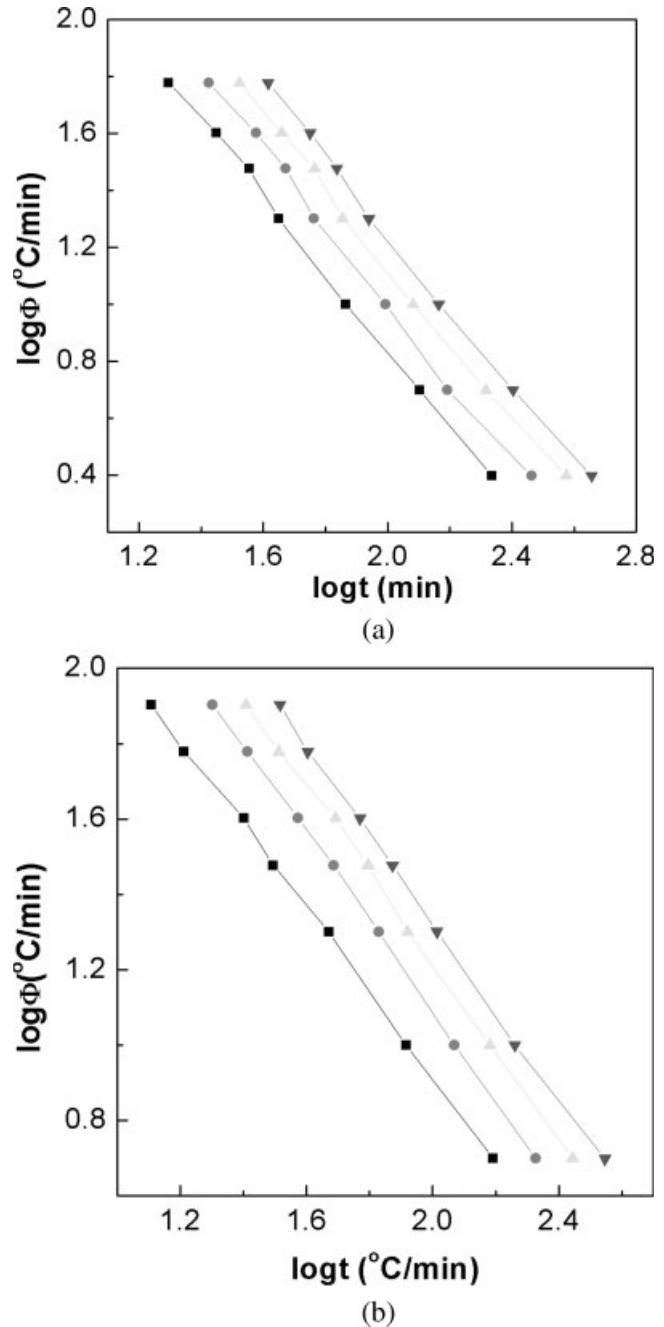 2.0
1.6
1.2
0.8
0.4
logΦ (°C/min)
1.2 1.6 2.0 2.4 2.8
logt (min)
(a)
2.0
1.6
1.2
0.8
logΦ(°C/min)
1.2 1.6 2.0 2.4
logt (°C/min)
(b)